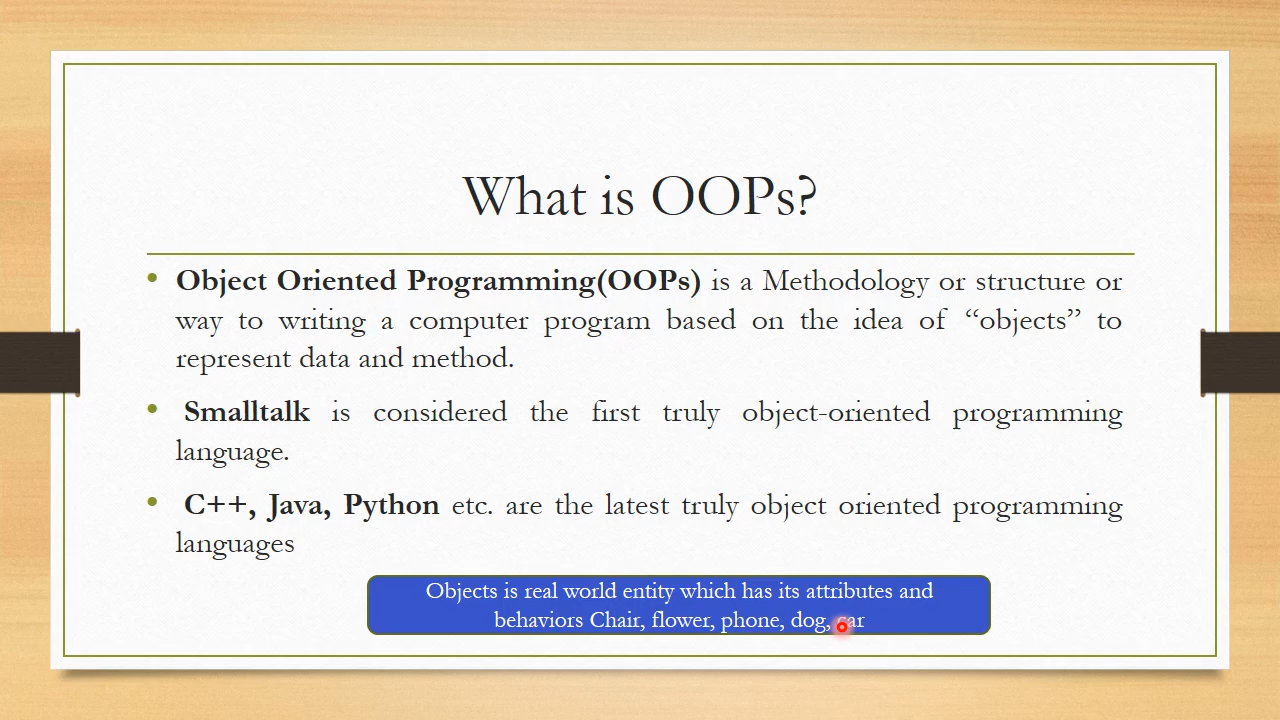 What is OOPs?
• Object Oriented Programming(OOPs) is a Methodology or structure or
way to writing a computer program based on the idea of “objects” to
represent data and method.
• Smalltalk is considered the first truly object-oriented programming
language.
• C++, Java, Python etc. are the latest truly object oriented programming
languages
Objects is real world entity which has its attributes and
behaviors Chair, flower, phone, dog, car